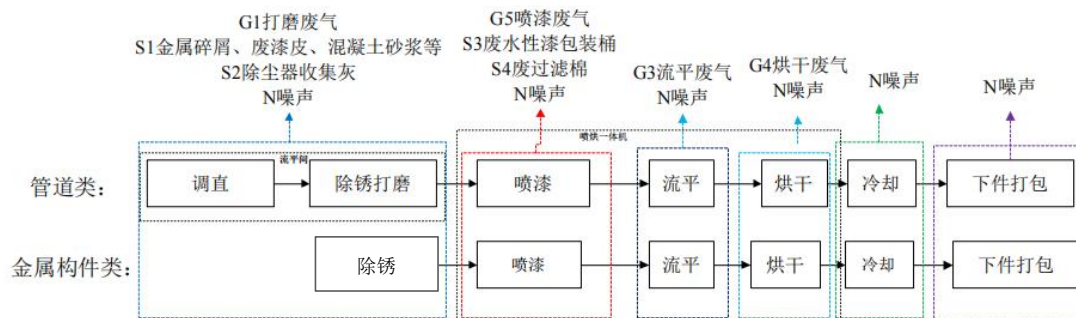 G1打磨废气
S1金属碎屑、废漆皮、混凝土砂浆等
S2除尘器收集灰
N噪声
G5喷漆废气
S3废水性漆包装桶
S4废过滤棉
N噪声
G3流平废气
N噪声
G4烘干废气
N噪声
N噪声
N噪声
喷烘一体机
流平间
管道类：
调直
除锈打磨
喷漆
流平
烘干
冷却
下件打包
金属构件类：
除锈
喷漆
流平
烘干
冷却
下件打包